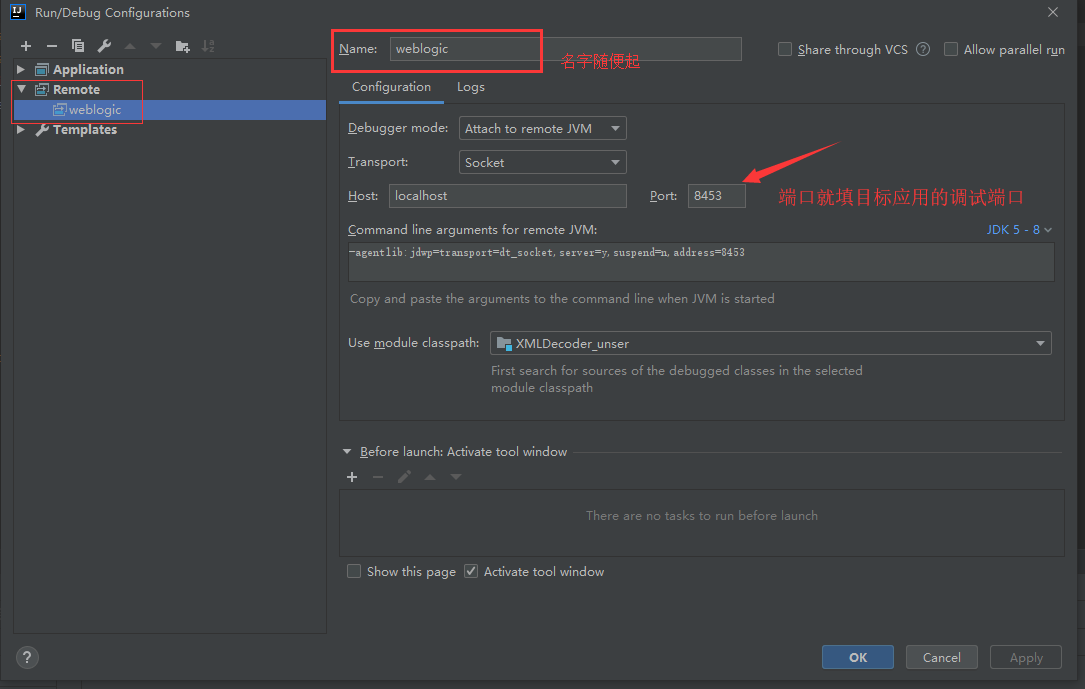 Run/Debug Configurations
Application
Remote
weblogic
Templates
Name: weblogic
名字随便起
Share through VCS
Allow parallel run
Configuration Logs
Debugger mode: Attach to remote JVM
Transport: Socket
Host: localhost Port: 8453
端口就填目标应用的调试端口
Command line arguments for remote JVM: JDK 5 - 8
-agentlib:jdwp=transport=dt_socket,server=y,suspend=n,address=8453
Copy and paste the arguments to the command line when JVM is started
Use module classpath: XMLDecoder_unser
First search for sources of the debugged classes in the selected
module classpath
Before launch: Activate tool window
There are no tasks to run before launch
Show this page Activate tool window
? OK Cancel Apply